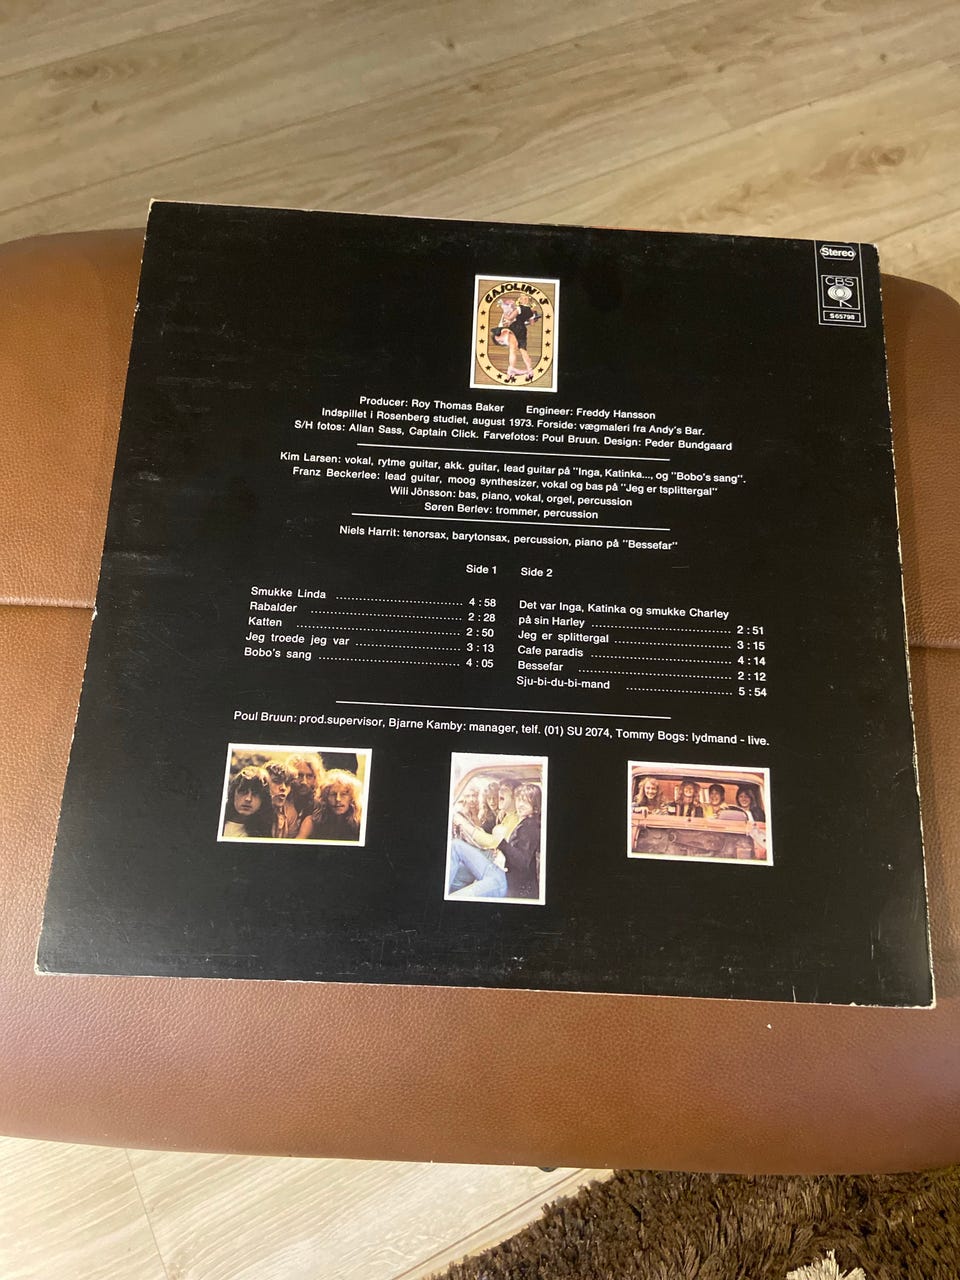 Stereo
CBS
S 65798
GASOLIN'S
Producer: Roy Thomas Baker Engineer: Freddy Hansson
Indspillet i Rosenberg studiet, august 1973. Forside: vægmaleri fra Andy's Bar.
S/H fotos: Allan Sass, Captain Click. Farvefotos: Poul Bruun. Design: Peder Bundgaard
Kim Larsen: vokal, rytme guitar, akk. guitar, lead guitar på "Inga, Katinka..., og "Bobo's sang".
Franz Beckerlee: lead guitar, moog synthesizer, vokal og bas på "Jeg er tsplittergal"
Wili Jönsson: bas, piano, vokal, orgel, percussion
Søren Berlev: trommer, percussion
Niels Harrit: tenorsax, barytonsax, percussion, piano på "Bessefar"
Side 1
Smukke Linda 4 : 58
Rabalder 2 : 28
Katten 2 : 50
Jeg troede jeg var 3 : 13
Bobo's sang 4 : 05
Side 2
Det var Inga, Katinka og smukke Charley
på sin Harley 2 : 51
Jeg er splittergal 3 : 15
Cafe paradis 4 : 14
Bessefar 2 : 12
Sju-bi-du-bi-mand 5 : 54
Poul Bruun: prod.supervisor, Bjarne Kamby: manager, telf. (01) SU 2074, Tommy Bogs: lydmand - live.